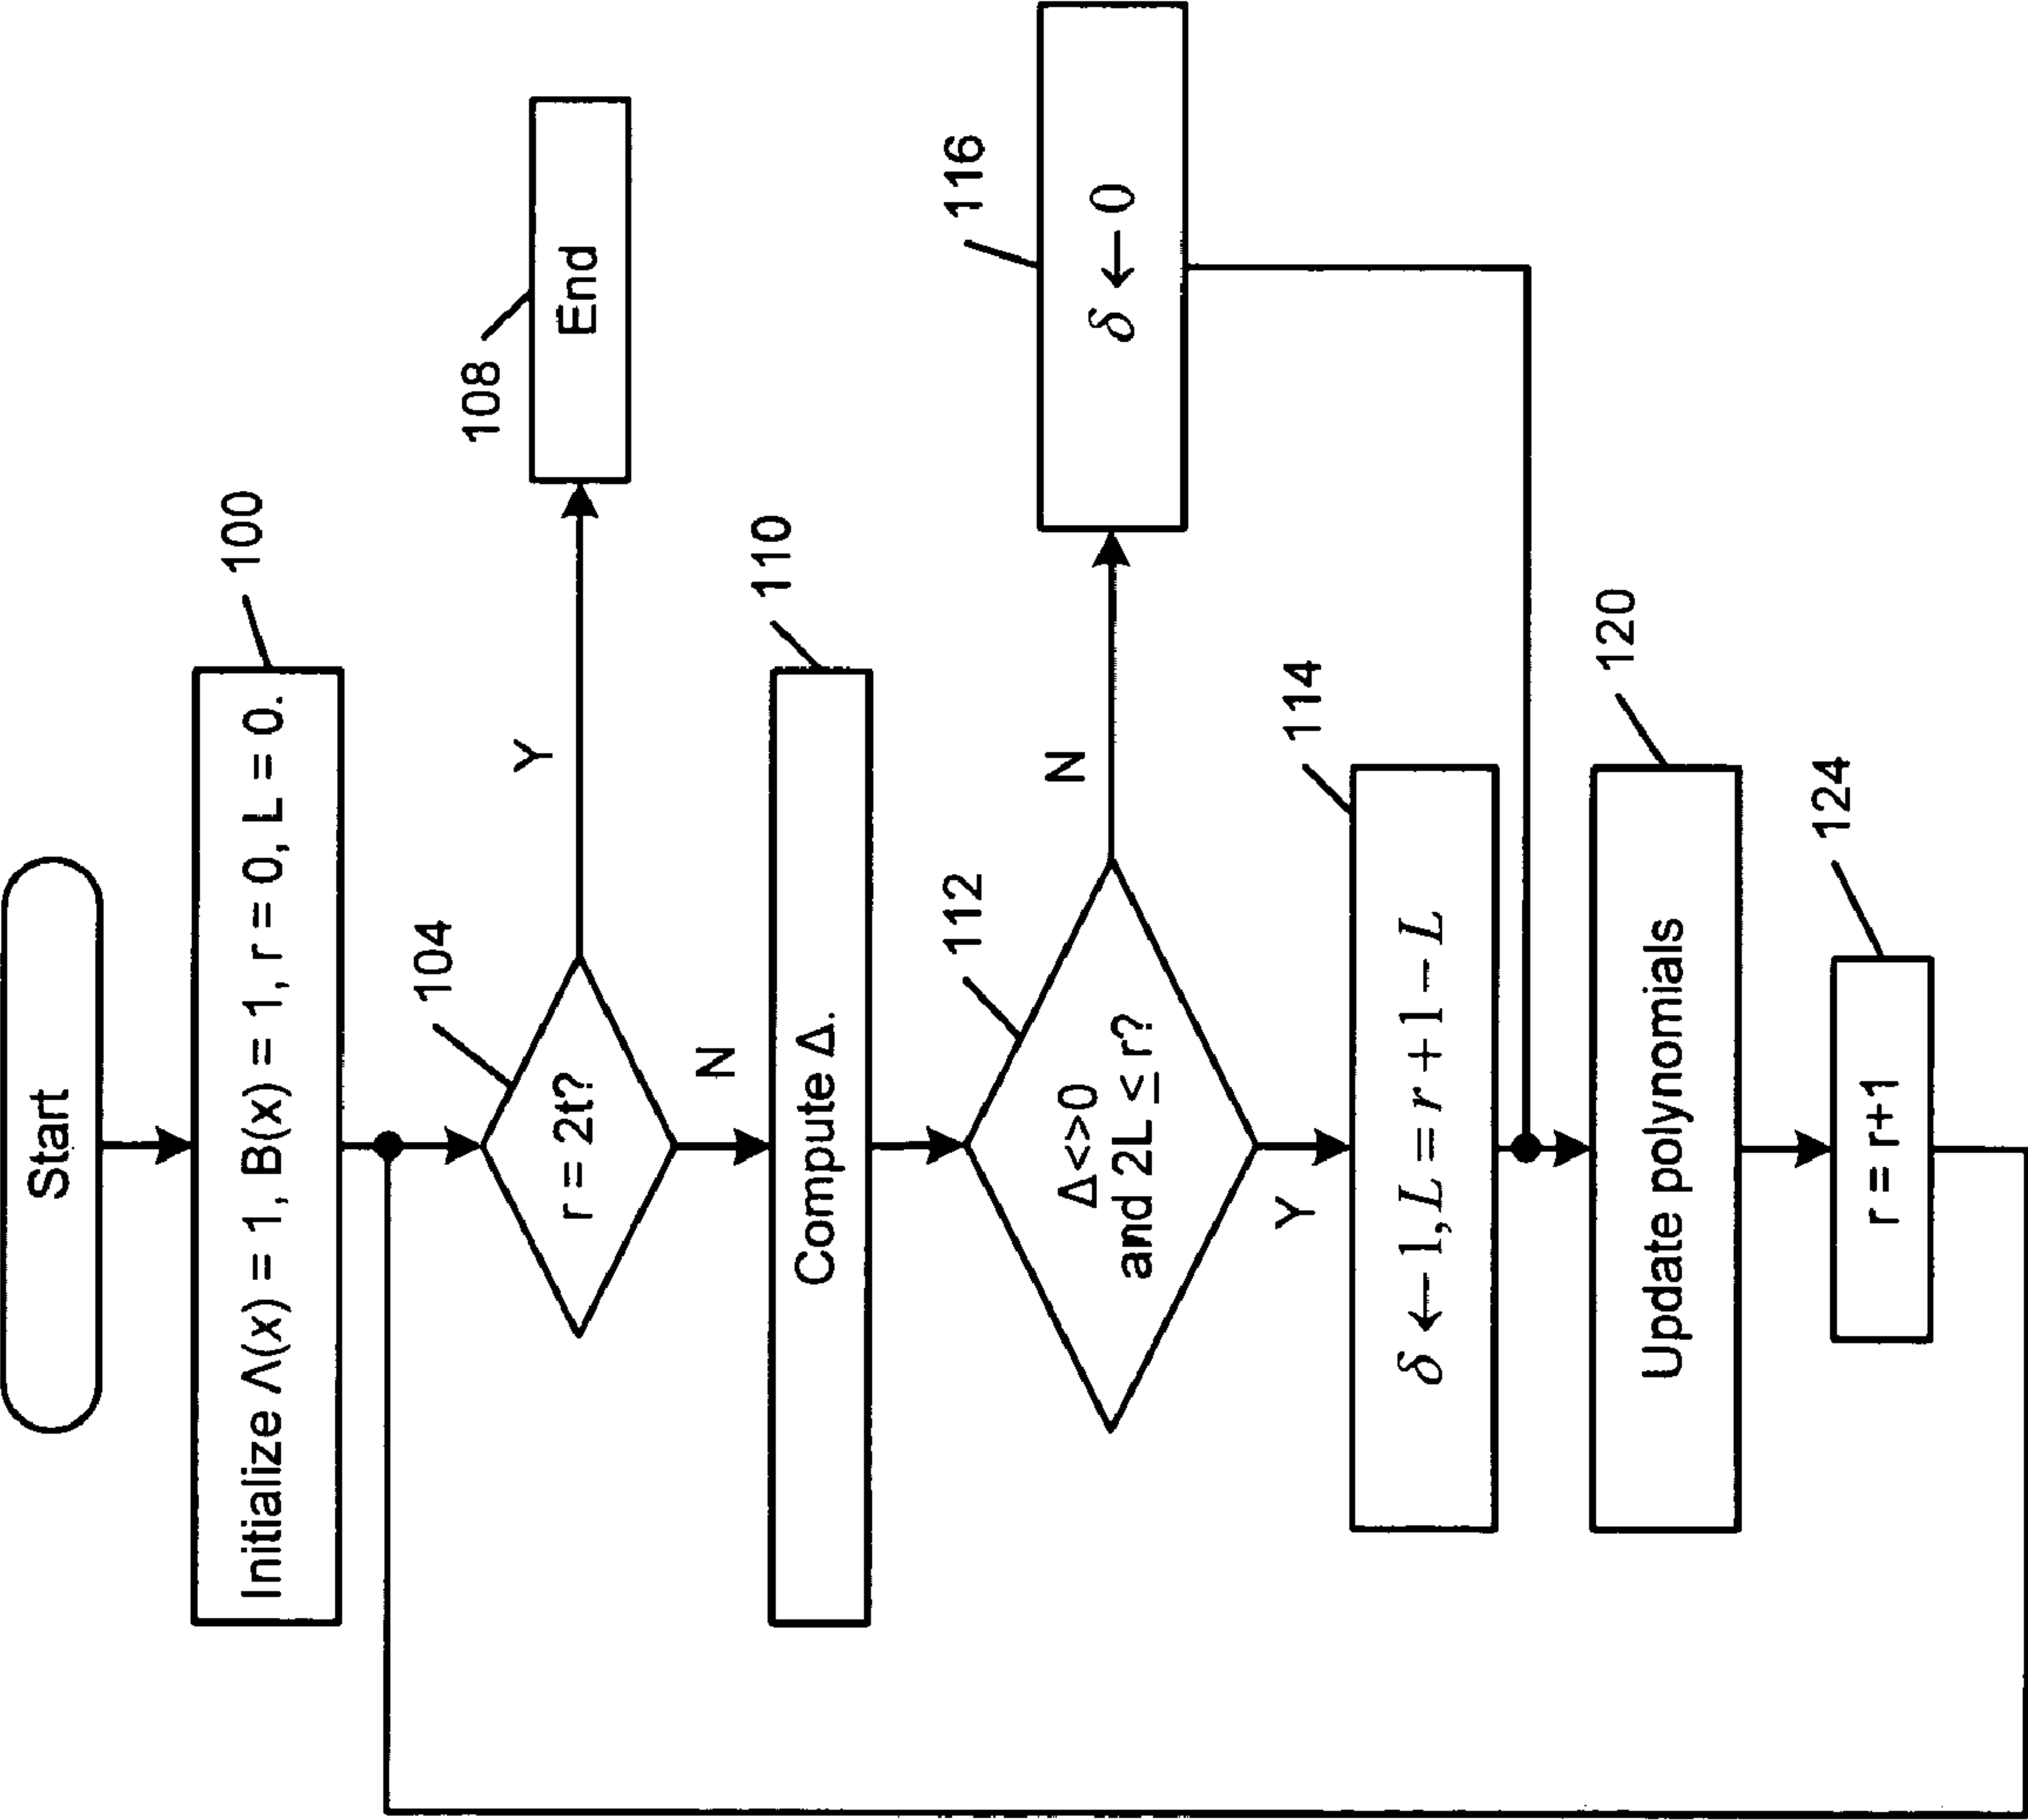 Start
100
Initialize Λ(x) = 1, B(x) = 1, r = 0, L = 0.
104
r = 2t?
Y
108
End
N
110
Compute Δ.
112
Δ<>0
and 2L ≤ r?
N
116
δ ← 0
Y
114
δ ← 1, L = r + 1 − L
120
Update polynomials
124
r = r+1